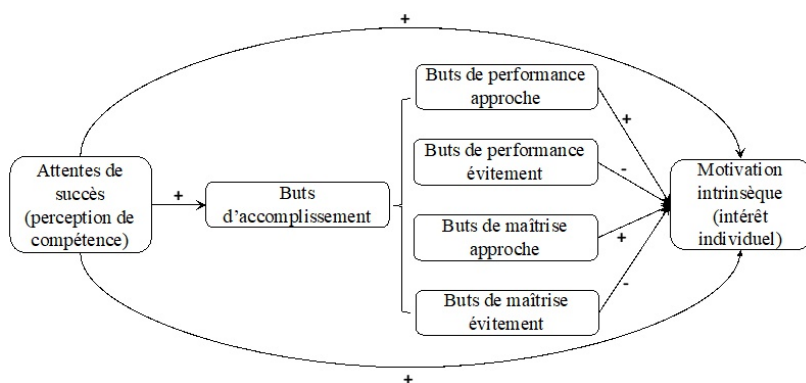 +
Buts de performance
approche
+
Buts de performance
évitement
-
Attentes de
succès
(perception de
compétence)
+
Buts
d'accomplissement
Motivation
intrinsèque
(intérêt
individuel)
Buts de maîtrise
approche
+
-
Buts de maîtrise
évitement
+